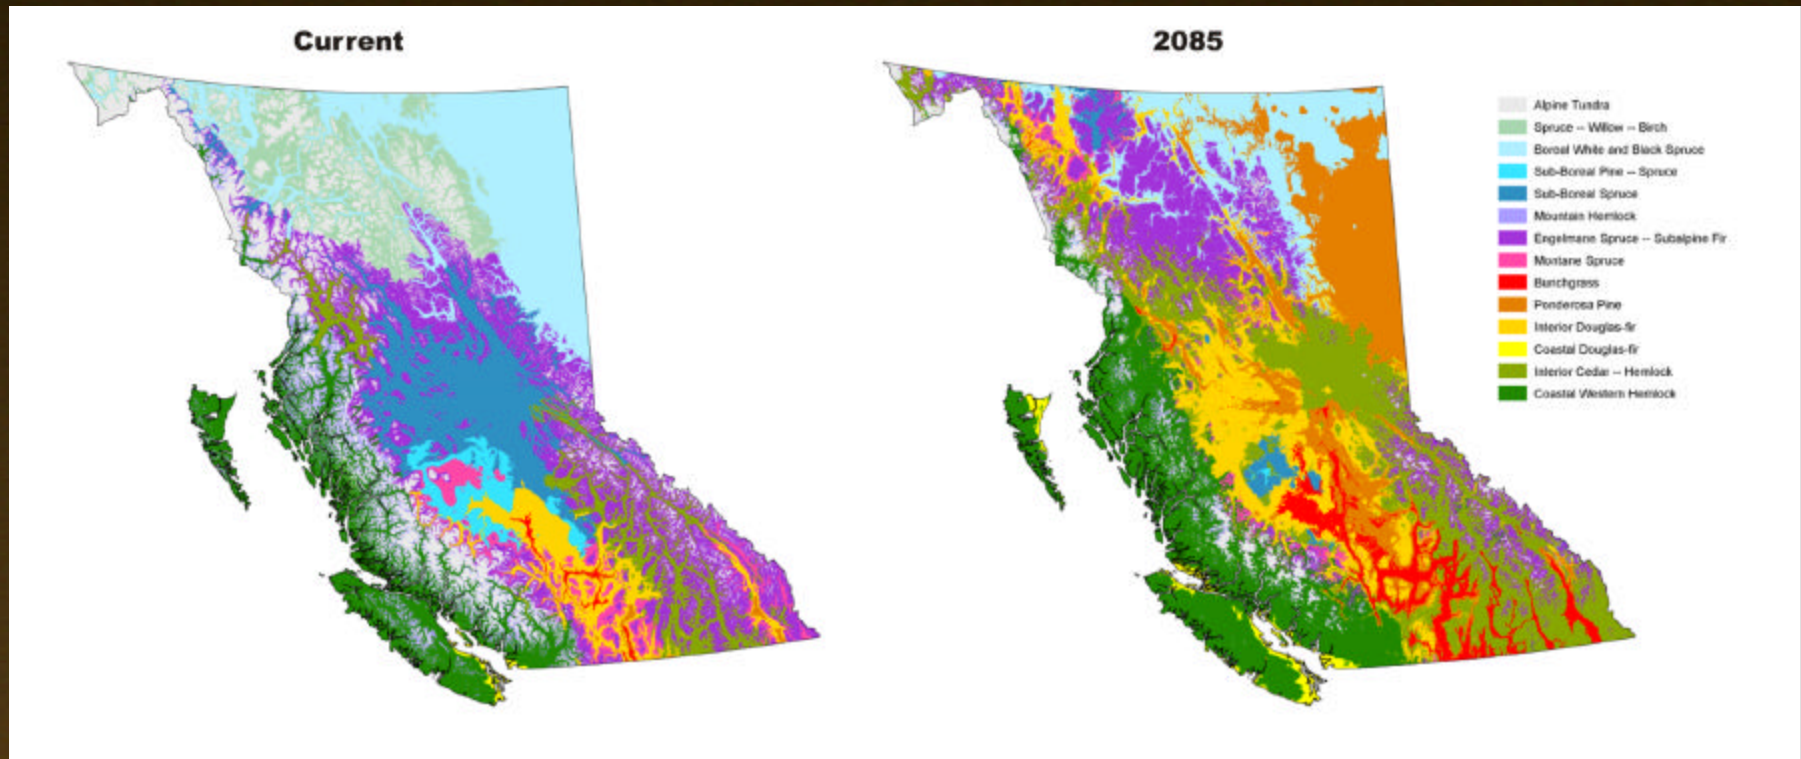 Current
2085
Alpine Tundra
Spruce -- Willow -- Birch
Boreal White and Black Spruce
Sub-Boreal Pine -- Spruce
Sub-Boreal Spruce
Mountain Hemlock
Engelmann Spruce -- Subalpine Fir
Montane Spruce
Bunchgrass
Ponderosa Pine
Interior Douglas-fir
Coastal Douglas-fir
Interior Cedar -- Hemlock
Coastal Western Hemlock